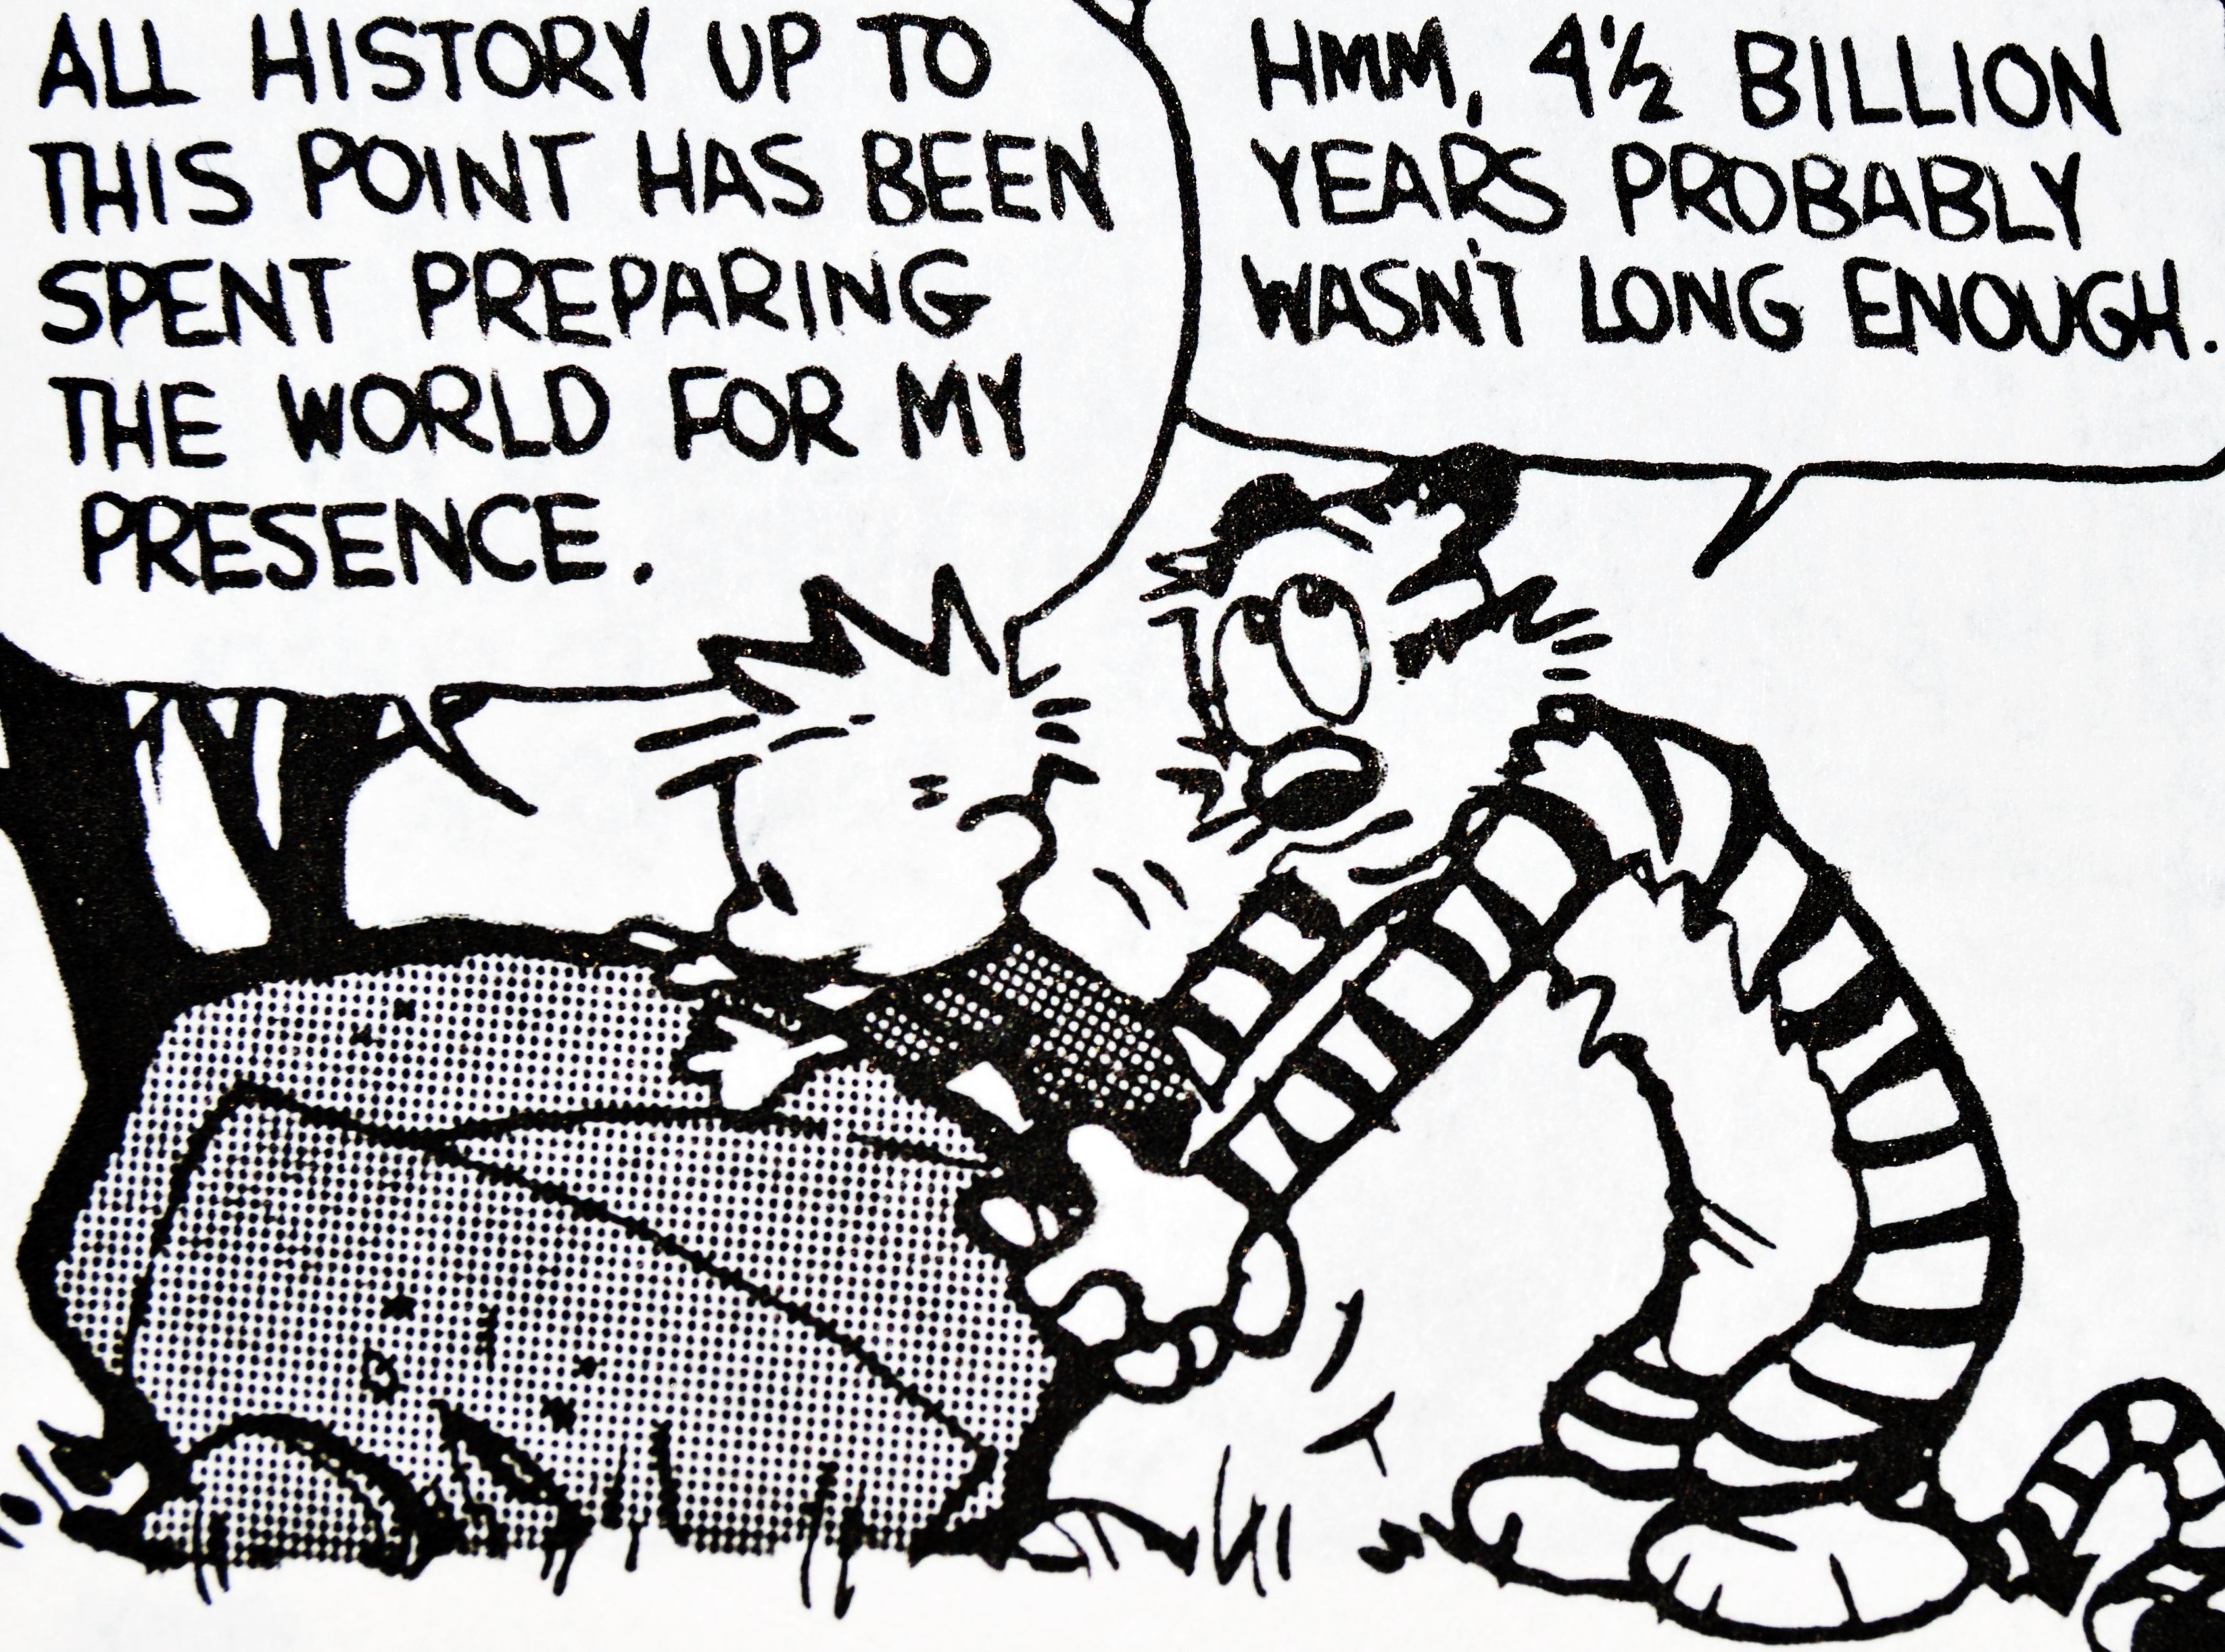 ALL HISTORY UP TO
THIS POINT HAS BEEN
SPENT PREPARING
THE WORLD FOR MY
PRESENCE.
HMM, 4½ BILLION
YEARS PROBABLY
WASN'T LONG ENOUGH.